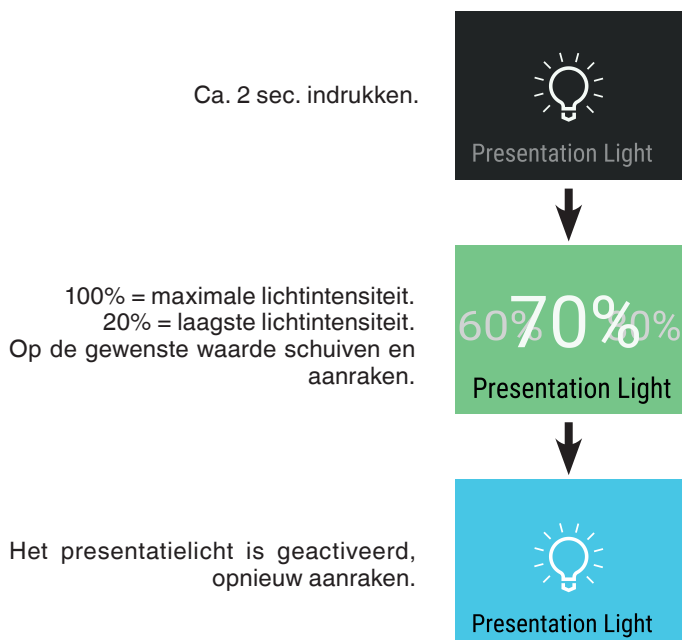 Ca. 2 sec. indrukken.
Presentation Light
100% = maximale lichtintensiteit.
20% = laagste lichtintensiteit.
Op de gewenste waarde schuiven en
aanraken.
60% 70% 80%
Presentation Light
Het presentatielicht is geactiveerd,
opnieuw aanraken.
Presentation Light